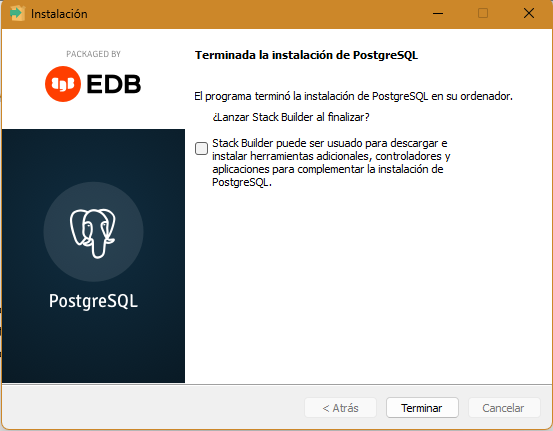 Instalación
PACKAGED BY
EDB
Terminada la instalación de PostgreSQL
El programa terminó la instalación de PostgreSQL en su ordenador.
¿Lanzar Stack Builder al finalizar?
Stack Builder puede ser usado para descargar e
instalar herramientas adicionales, controladores y
aplicaciones para complementar la instalación de
PostgreSQL.
PostgreSQL
< Atrás
Terminar
Cancelar